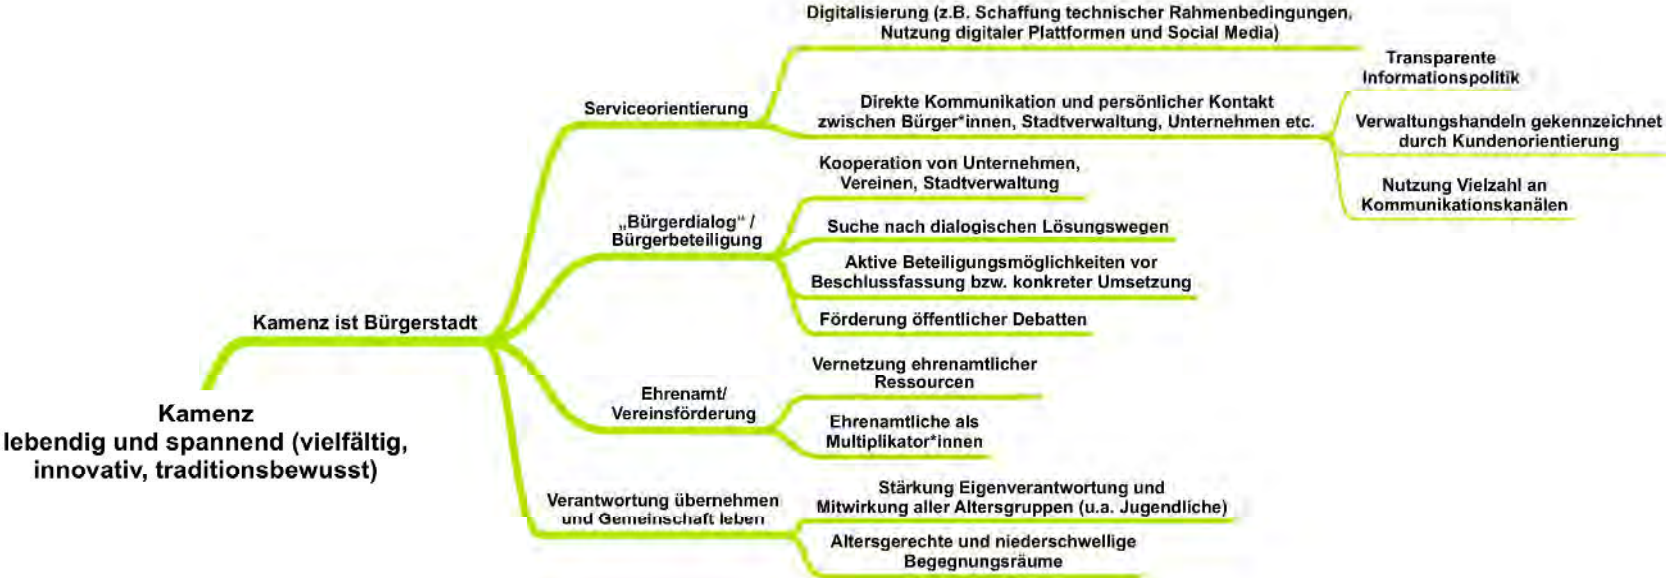 Digitalisierung (z.B. Schaffung technischer Rahmenbedingungen,
Nutzung digitaler Plattformen und Social Media)
Transparente
Informationspolitik
Serviceorientierung
Direkte Kommunikation und persönlicher Kontakt
zwischen Bürger*innen, Stadtverwaltung, Unternehmen etc.
Verwaltungshandeln gekennzeichnet
durch Kundenorientierung
Nutzung Vielzahl an
Kommunikationskanälen
Kooperation von Unternehmen,
Vereinen, Stadtverwaltung
„Bürgerdialog“ /
Bürgerbeteiligung
Suche nach dialogischen Lösungswegen
Aktive Beteiligungsmöglichkeiten vor
Beschlussfassung bzw. konkreter Umsetzung
Förderung öffentlicher Debatten
Kamenz ist Bürgerstadt
Vernetzung ehrenamtlicher
Ressourcen
Ehrenamt/
Vereinsförderung
Ehrenamtliche als
Multiplikator*innen
Kamenz
lebendig und spannend (vielfältig,
innovativ, traditionsbewusst)
Verantwortung übernehmen
und Gemeinschaft leben
Stärkung Eigenverantwortung und
Mitwirkung aller Altersgruppen (u.a. Jugendliche)
Altersgerechte und niederschwellige
Begegnungsräume